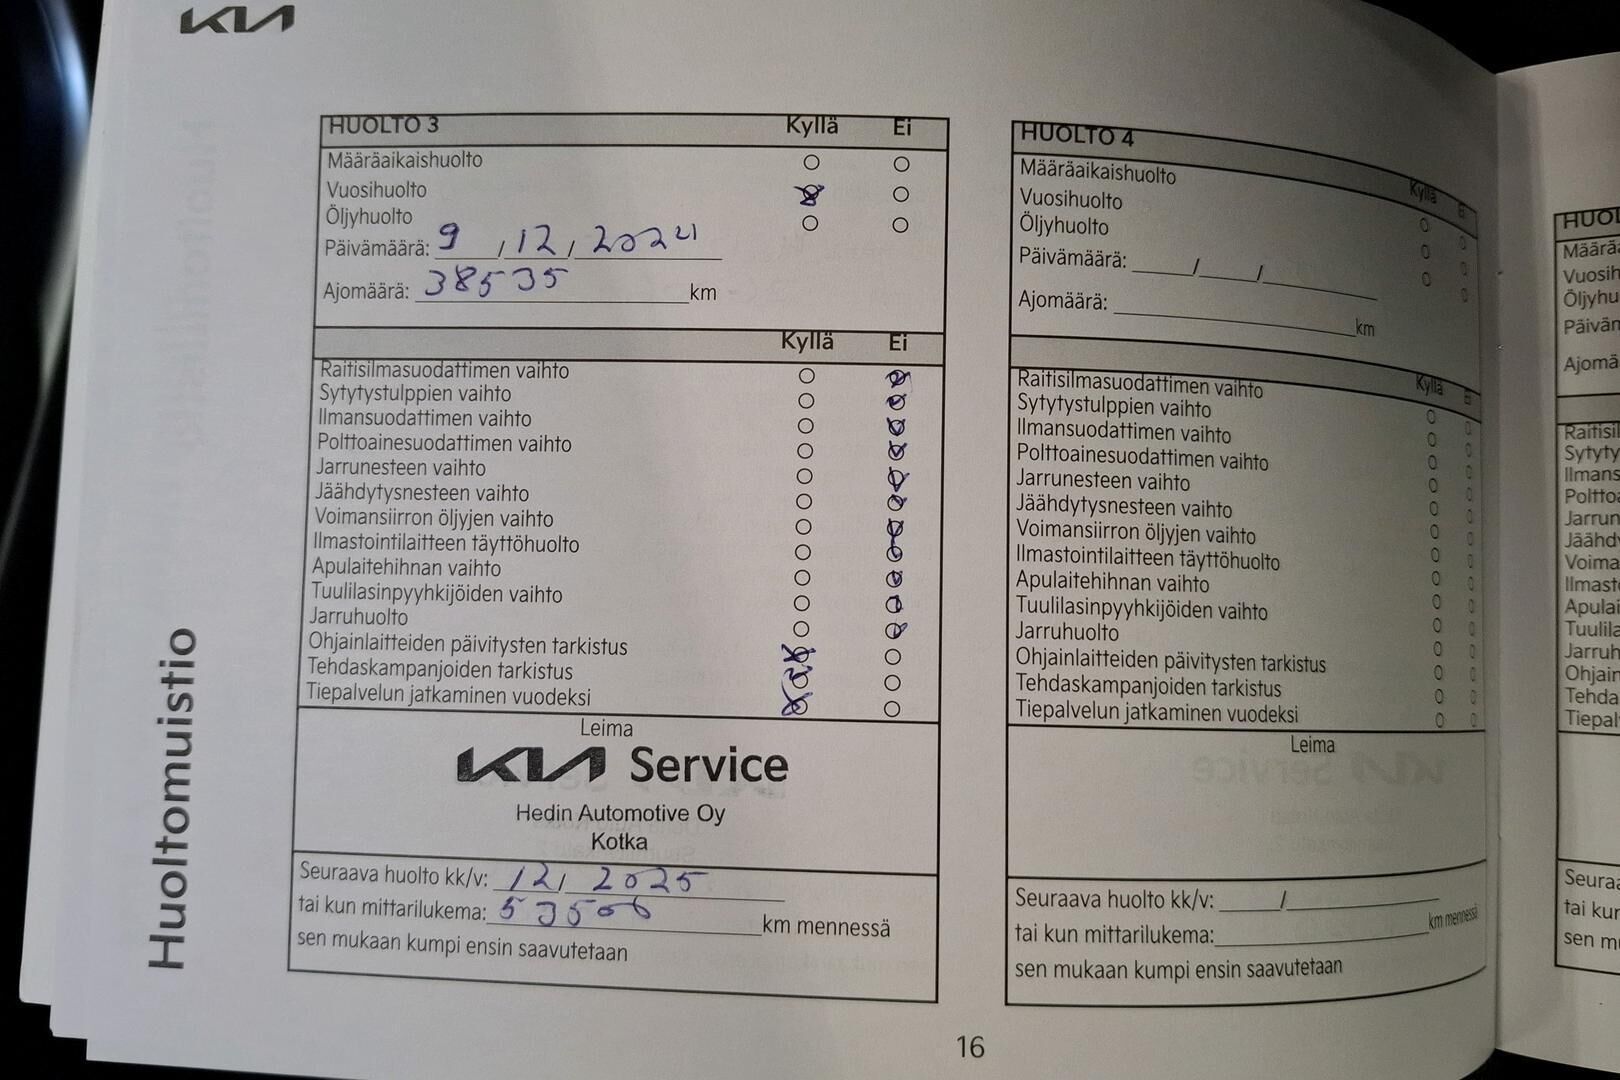 KIA
Huoltomuistio
HUOLTO 3 Kyllä Ei
Määräaikaishuolto
Vuosihuolto
Öljyhuolto
Päivämäärä: 9 / 12 / 2024
Ajomäärä: 38535 km
Kyllä Ei
Raitisilmasuodattimen vaihto
Sytytystulppien vaihto
Ilmansuodattimen vaihto
Polttoainesuodattimen vaihto
Jarrunesteen vaihto
Jäähdytysnesteen vaihto
Voimansiirron öljyjen vaihto
Ilmastointilaitteen täyttöhuolto
Apulaitehihnan vaihto
Tuulilasinpyyhkijöiden vaihto
Jarruhuolto
Ohjainlaitteiden päivitysten tarkistus
Tehdaskampanjoiden tarkistus
Tiepalvelun jatkaminen vuodeksi
Leima
KIA Service
Hedin Automotive Oy
Kotka
Seuraava huolto kk/v: 12 / 2025
tai kun mittarilukema: 53500 km mennessä
sen mukaan kumpi ensin saavutetaan
HUOLTO 4
Kyllä Ei
Määräaikaishuolto
Vuosihuolto
Öljyhuolto
Päivämäärä: / /
Ajomäärä: km
Kyllä Ei
Raitisilmasuodattimen vaihto
Sytytystulppien vaihto
Ilmansuodattimen vaihto
Polttoainesuodattimen vaihto
Jarrunesteen vaihto
Jäähdytysnesteen vaihto
Voimansiirron öljyjen vaihto
Ilmastointilaitteen täyttöhuolto
Apulaitehihnan vaihto
Tuulilasinpyyhkijöiden vaihto
Jarruhuolto
Ohjainlaitteiden päivitysten tarkistus
Tehdaskampanjoiden tarkistus
Tiepalvelun jatkaminen vuodeksi
Leima
Seuraava huolto kk/v: /
tai kun mittarilukema: km mennessä
sen mukaan kumpi ensin saavutetaan
16